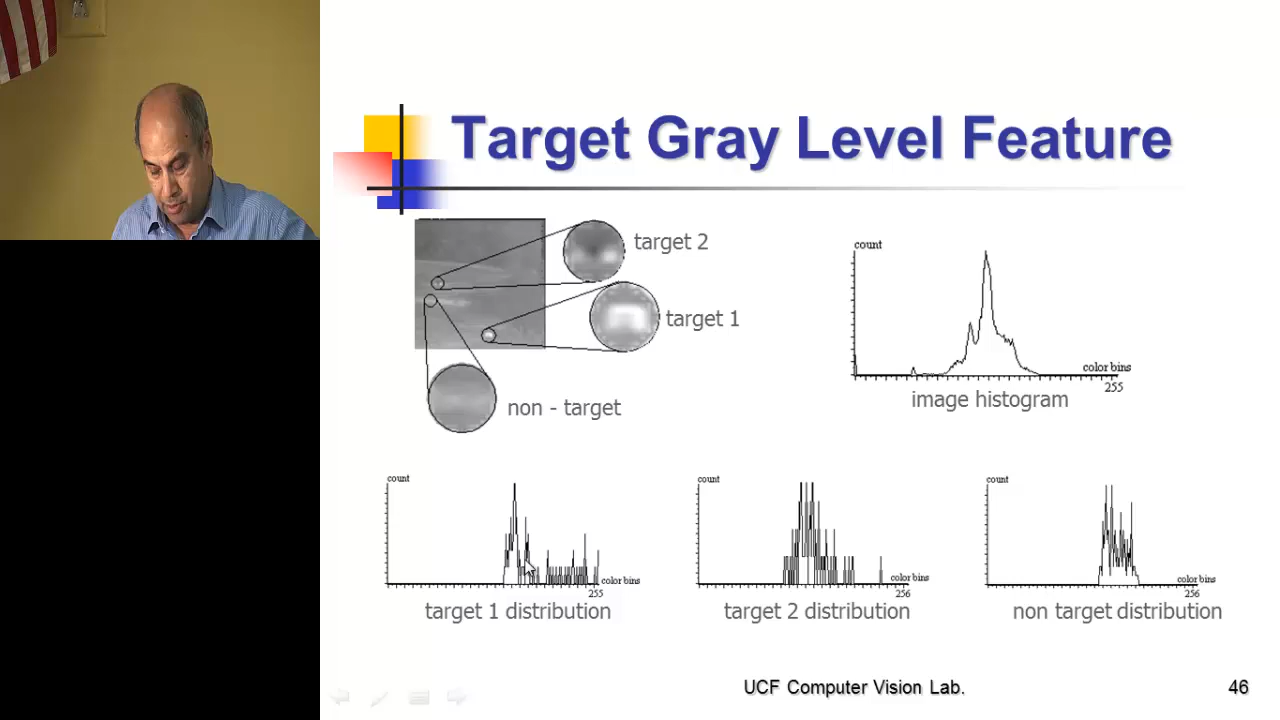 Target Gray Level Feature
target 2
target 1
non - target
count
color bins
255
image histogram
count
color bins
255
target 1 distribution
count
color bins
256
target 2 distribution
count
color bins
256
non target distribution
UCF Computer Vision Lab.
46